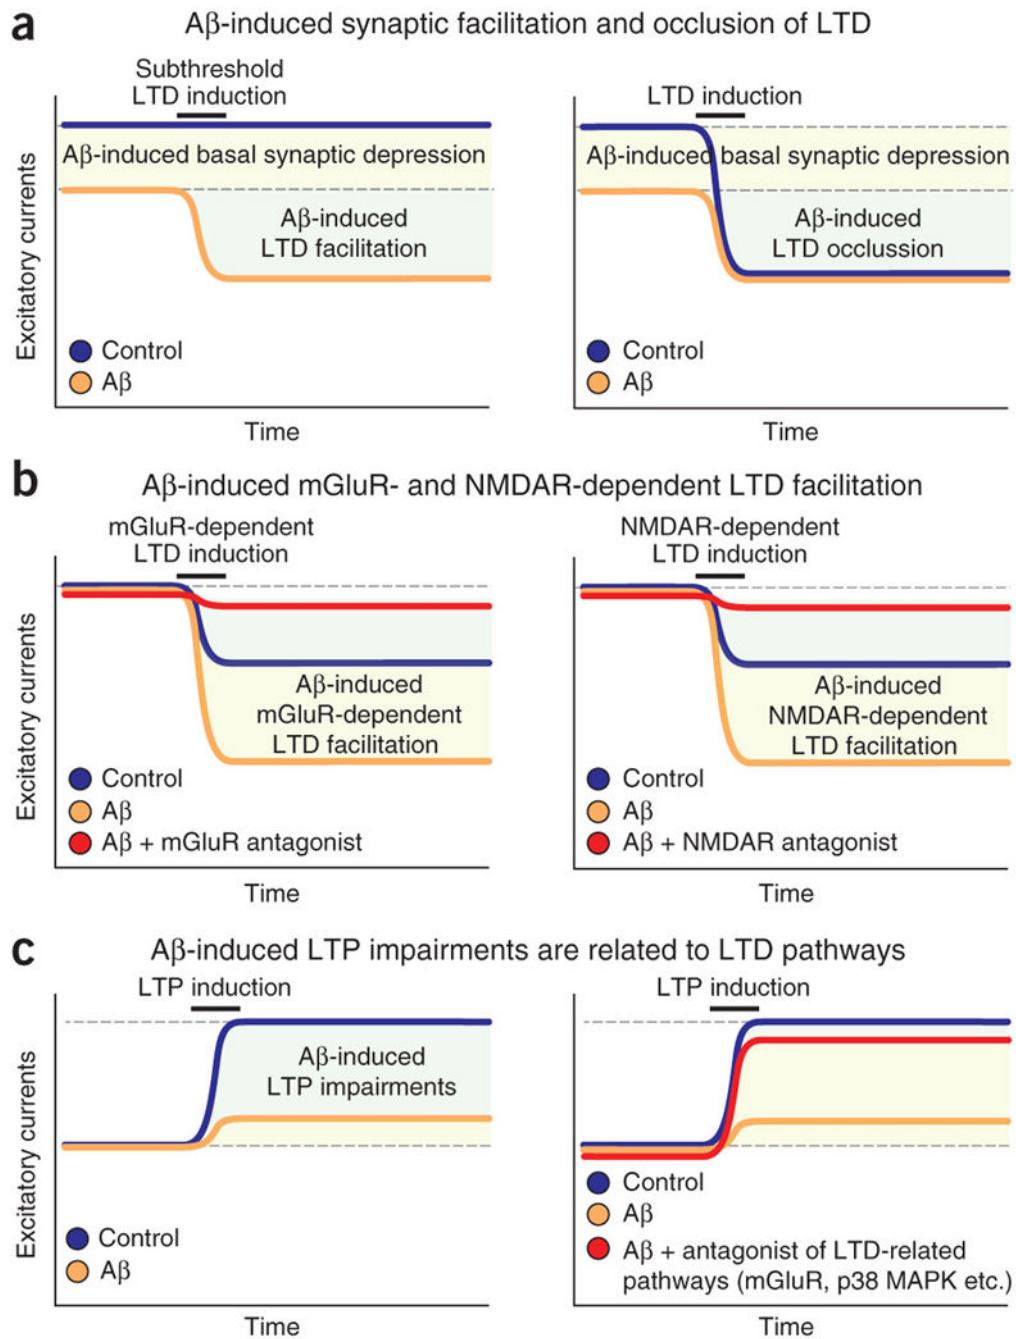 a
Aβ-induced synaptic facilitation and occlusion of LTD
Subthreshold
LTD induction
Aβ-induced basal synaptic depression
Aβ-induced
LTD facilitation
Excitatory currents
Control
Aβ
Time
LTD induction
Aβ-induced basal synaptic depression
Aβ-induced
LTD occlussion
Control
Aβ
Time
b
Aβ-induced mGluR- and NMDAR-dependent LTD facilitation
mGluR-dependent
LTD induction
Aβ-induced
mGluR-dependent
LTD facilitation
Excitatory currents
Control
Aβ
Aβ + mGluR antagonist
Time
NMDAR-dependent
LTD induction
Aβ-induced
NMDAR-dependent
LTD facilitation
Control
Aβ
Aβ + NMDAR antagonist
Time
c
Aβ-induced LTP impairments are related to LTD pathways
LTP induction
Aβ-induced
LTP impairments
Excitatory currents
Control
Aβ
Time
LTP induction
Control
Aβ
Aβ + antagonist of LTD-related
pathways (mGluR, p38 MAPK etc.)
Time